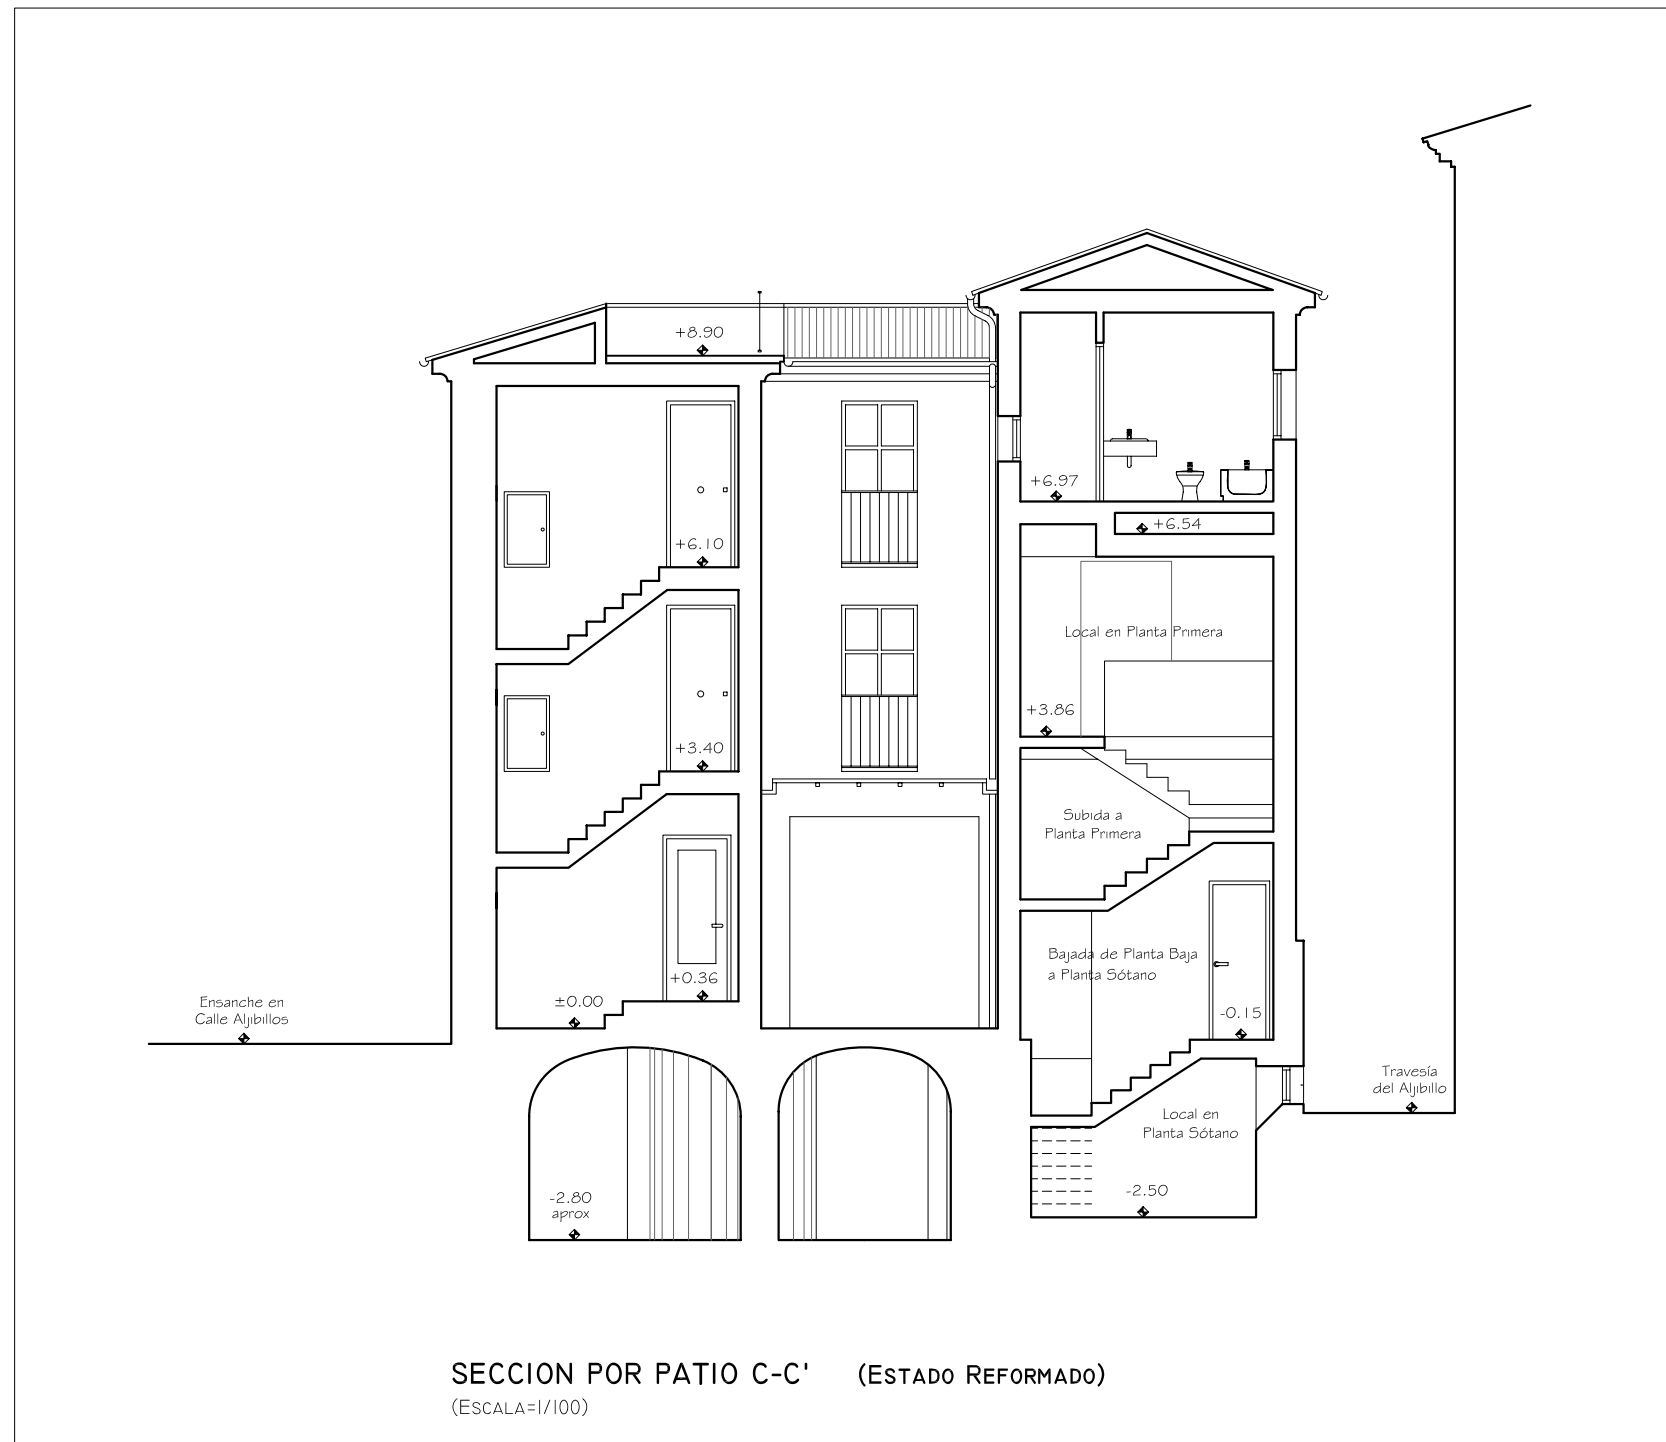 +8.90
+6.97
+6.54
+6.10
Local en Planta Primera
+3.86
+3.40
Subida a
Planta Primera
Bajada de Planta Baja
a Planta Sótano
+0.36
±0.00
-0.15
Ensanche en
Calle Aljibillos
Travesía
del Aljibillo
Local en
Planta Sótano
-2.80
aprox
-2.50
SECCION POR PATIO C-C' (ESTADO REFORMADO)
(ESCALA=1/100)